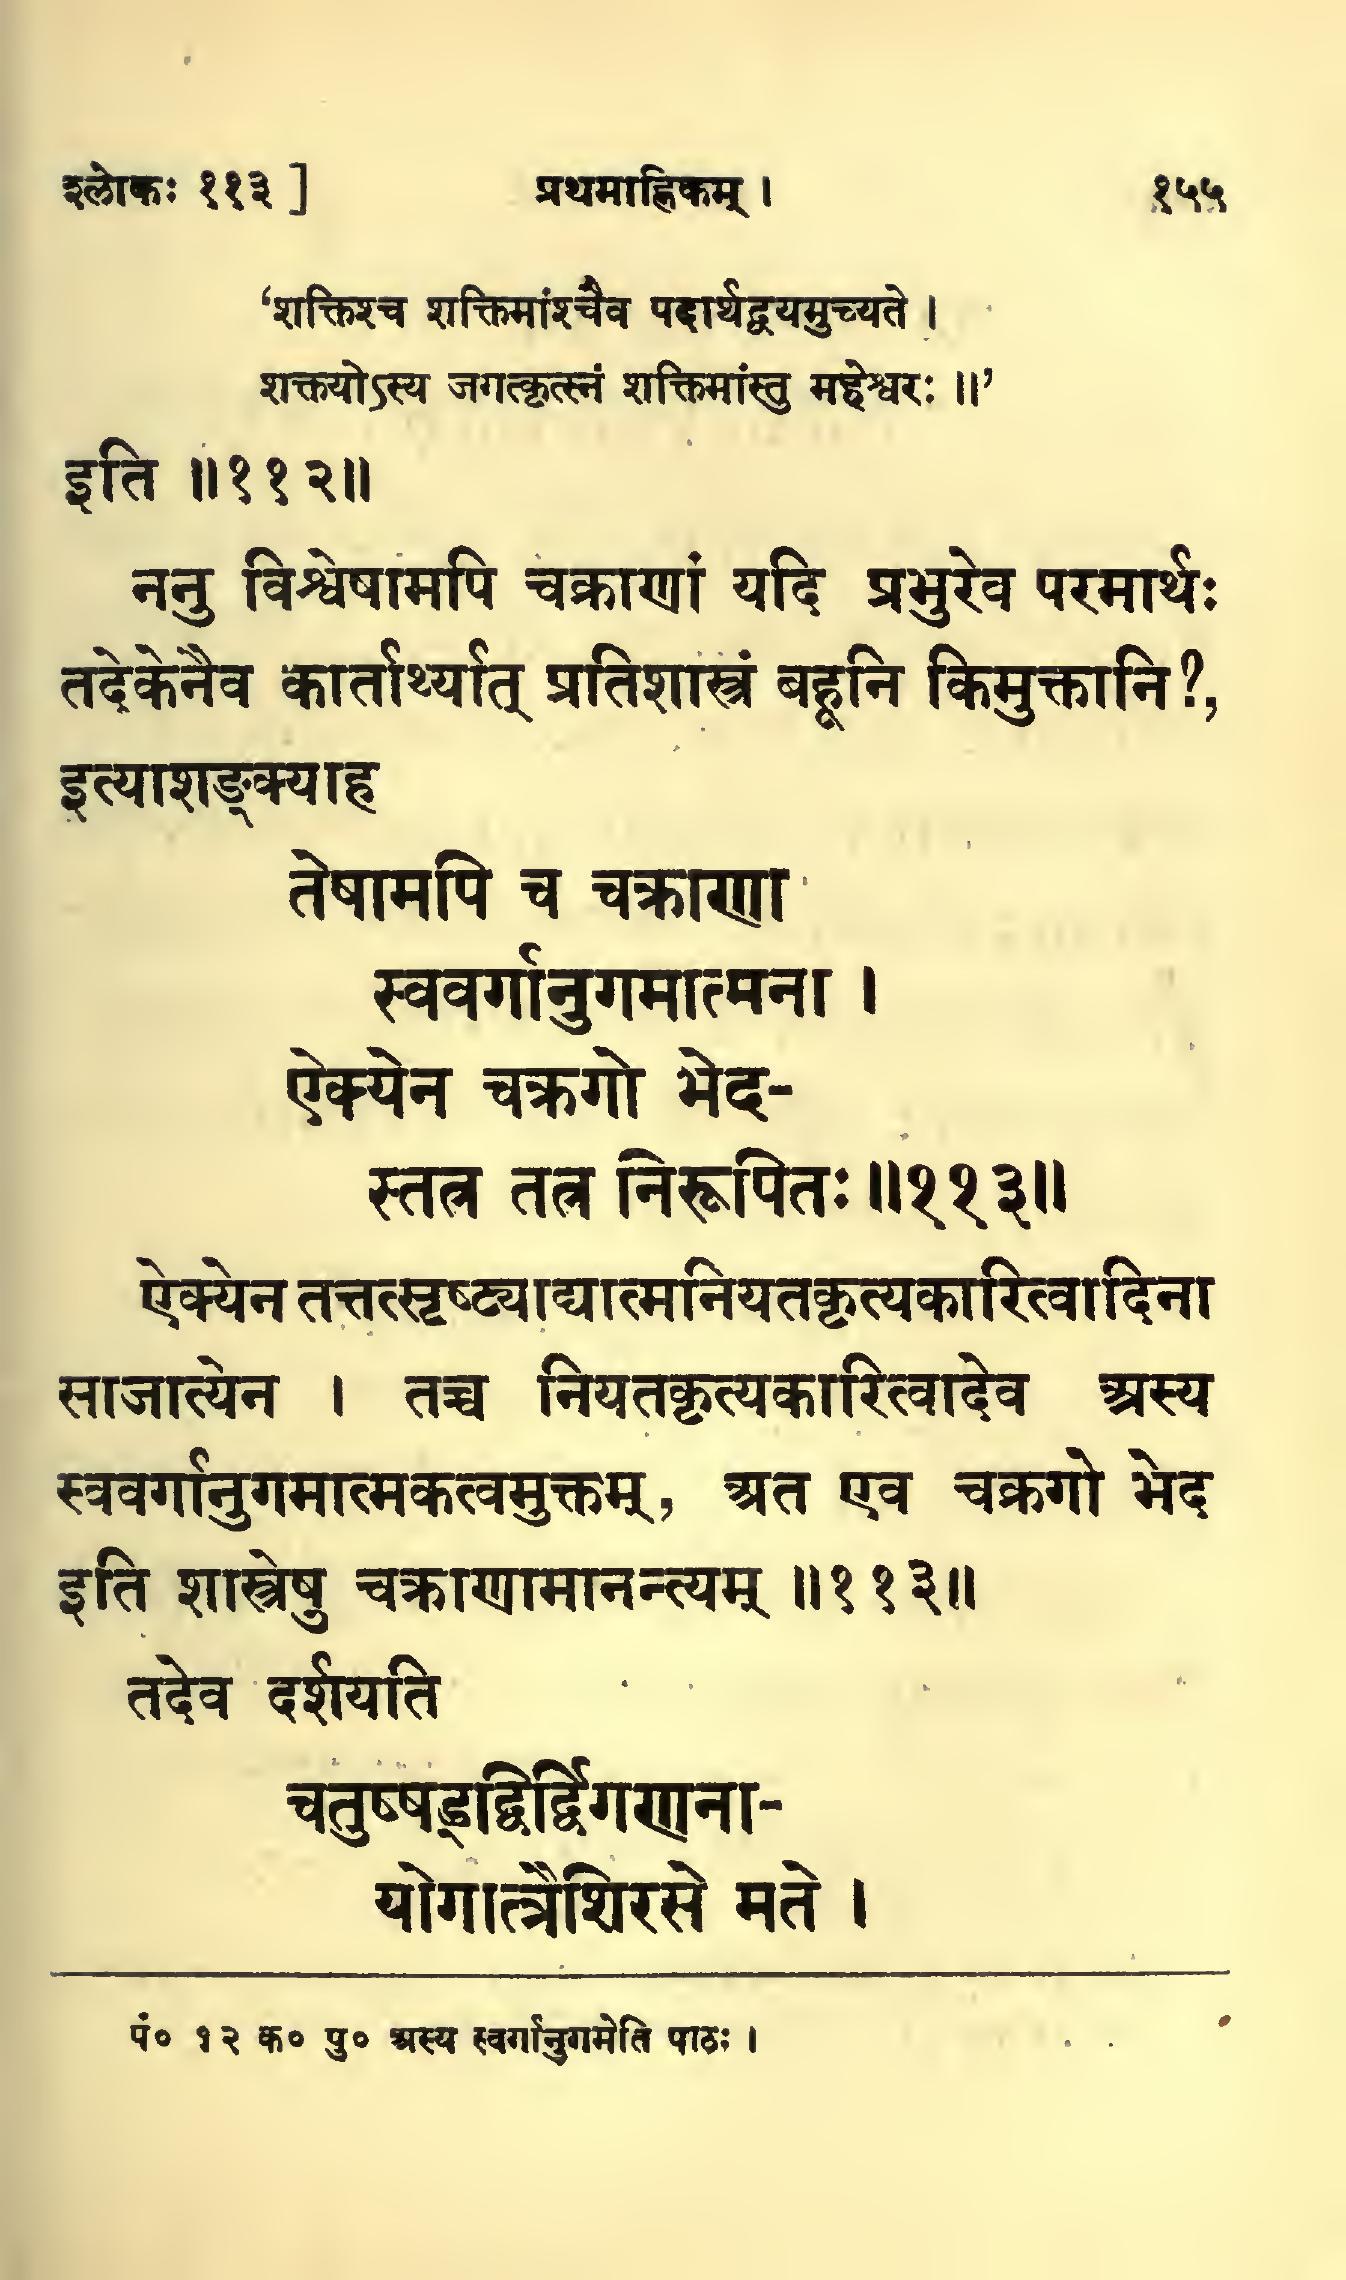 श्लोकः ११३ ] प्रथमाह्निकम् । १५५
‘शक्तिश्च शक्तिमांश्चैव पदार्थद्वयमुच्यते ।
शक्तयोऽस्य जगत्कृत्स्नं शक्तिमांस्तु महेश्वरः ॥’
इति ॥११२॥
ननु विश्वेषामपि चक्राणां यदि प्रभुरेव परमार्थः
तदेकेनैव कार्तार्थ्यात् प्रतिशास्त्रं बहूनि किमुक्तानि?,
इत्याशङ्क्याह
तेषामपि च चक्राणा
स्ववर्गानुगमात्मना ।
ऐक्येन चक्रगो भेद-
स्तत्र तत्र निरूपितः ॥११३॥
ऐक्येन तत्तत्सृष्ट्याद्यात्मनियतकृत्यकारित्वादिना
साजात्येन । तच्च नियतकृत्यकारित्वादेव अस्य
स्ववर्गानुगमात्मकत्वमुक्तम्, अत एव चक्रगो भेद
इति शास्त्रेषु चक्राणामानन्त्यम् ॥११३॥
तदेव दर्शयति
चतुष्षड्द्विर्द्विगणना-
योगात्त्रैशिरसे मते ।
पं० १२ क० पु० अस्य स्वर्गानुगमेति पाठः ।